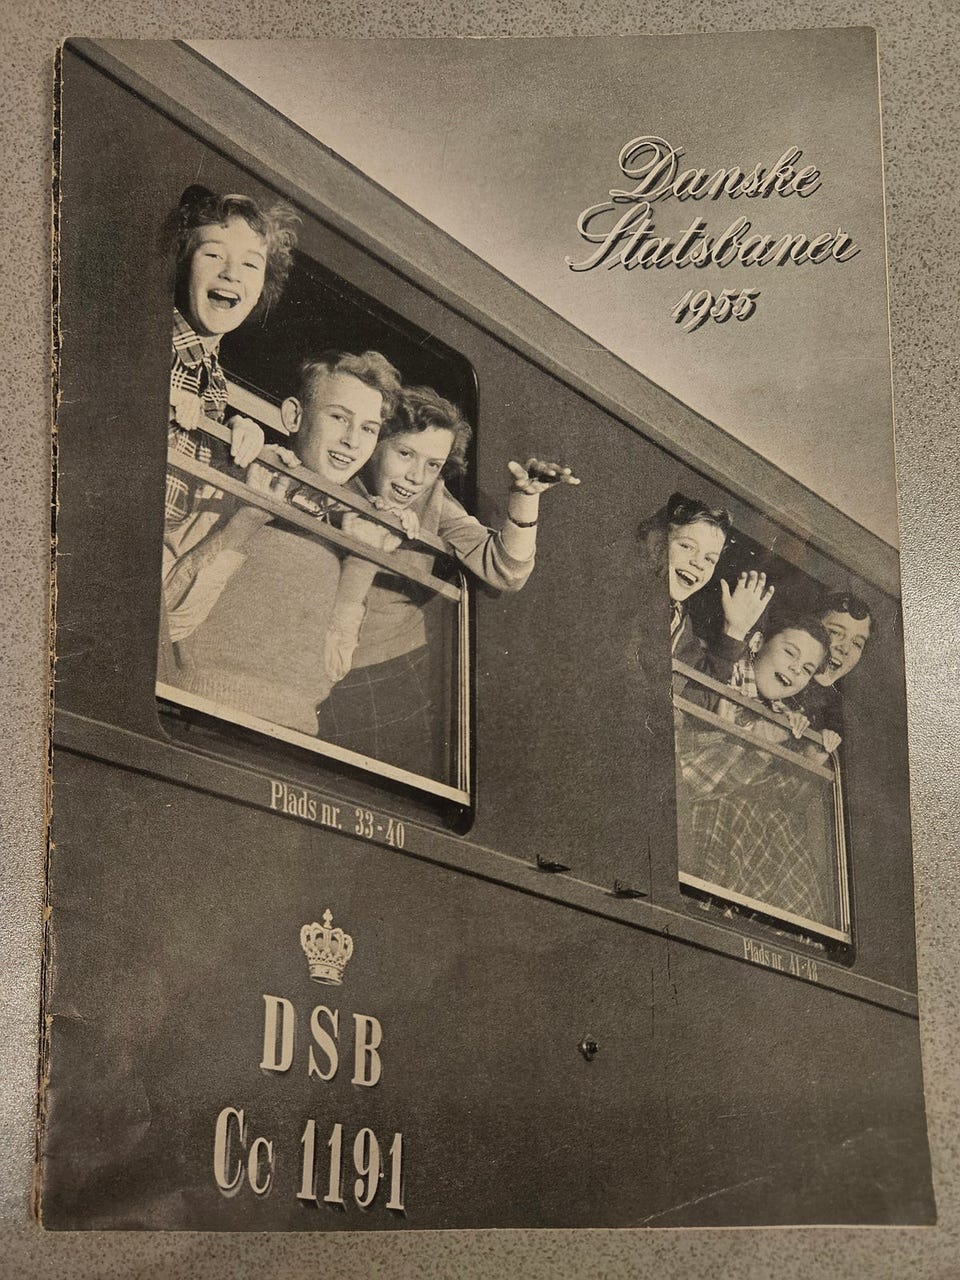 Danske
Statsbaner
1955
Plads nr. 33-40
Plads nr. 41-48
DSB
Cc 1191